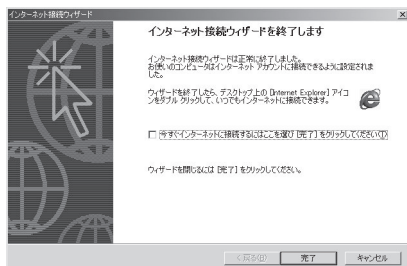 インターネット接続ウィザード
インターネット接続ウィザードを終了します
インターネット接続ウィザードは正常に終了しました。
お使いのコンピュータはインターネット アカウントに接続できるように設定されま
した。
ウィザードを終了したら、デスクトップ上の [Internet Explorer] アイコ
ンをダブル クリックして、いつでもインターネットに接続できます。
今すぐインターネットに接続するにはここを選び [完了] をクリックしてください(I)
ウィザードを閉じるには [完了] をクリックしてください。
< 戻る(B)
完了
キャンセル